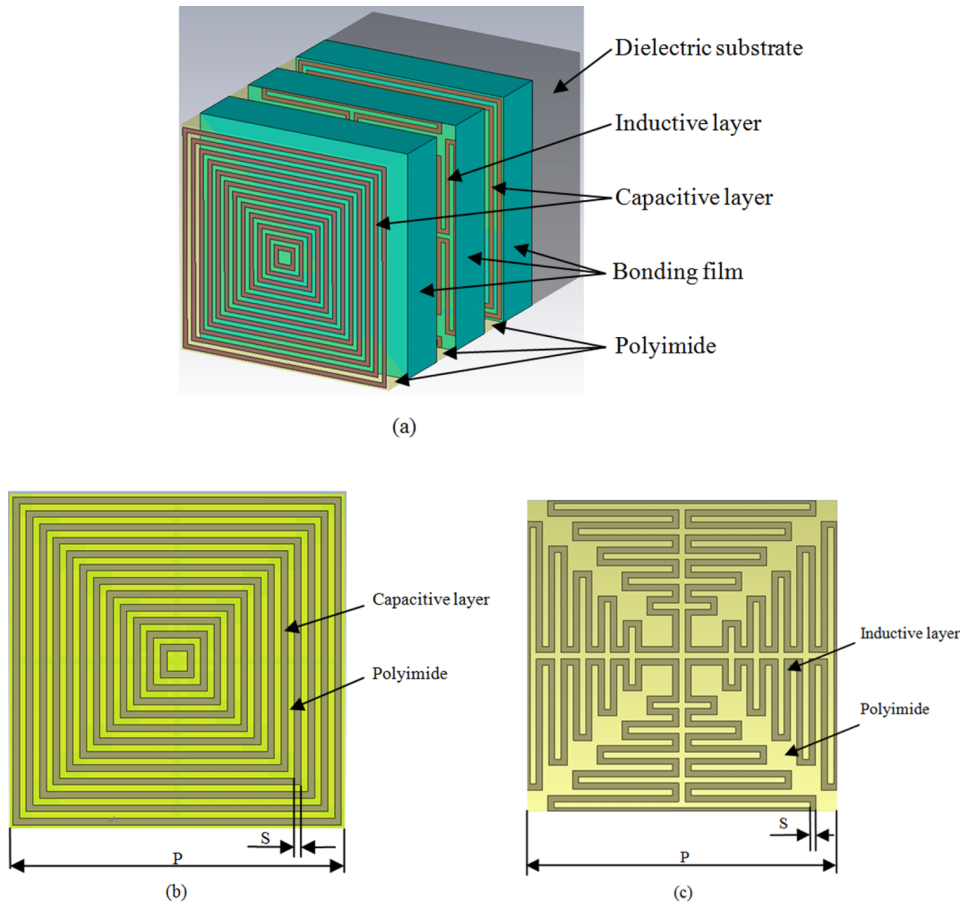 Dielectric substrate
Inductive layer
Capacitive layer
Bonding film
Polyimide
(a)
Capacitive layer
Polyimide
S
P
(b)
Inductive layer
Polyimide
S
P
(c)